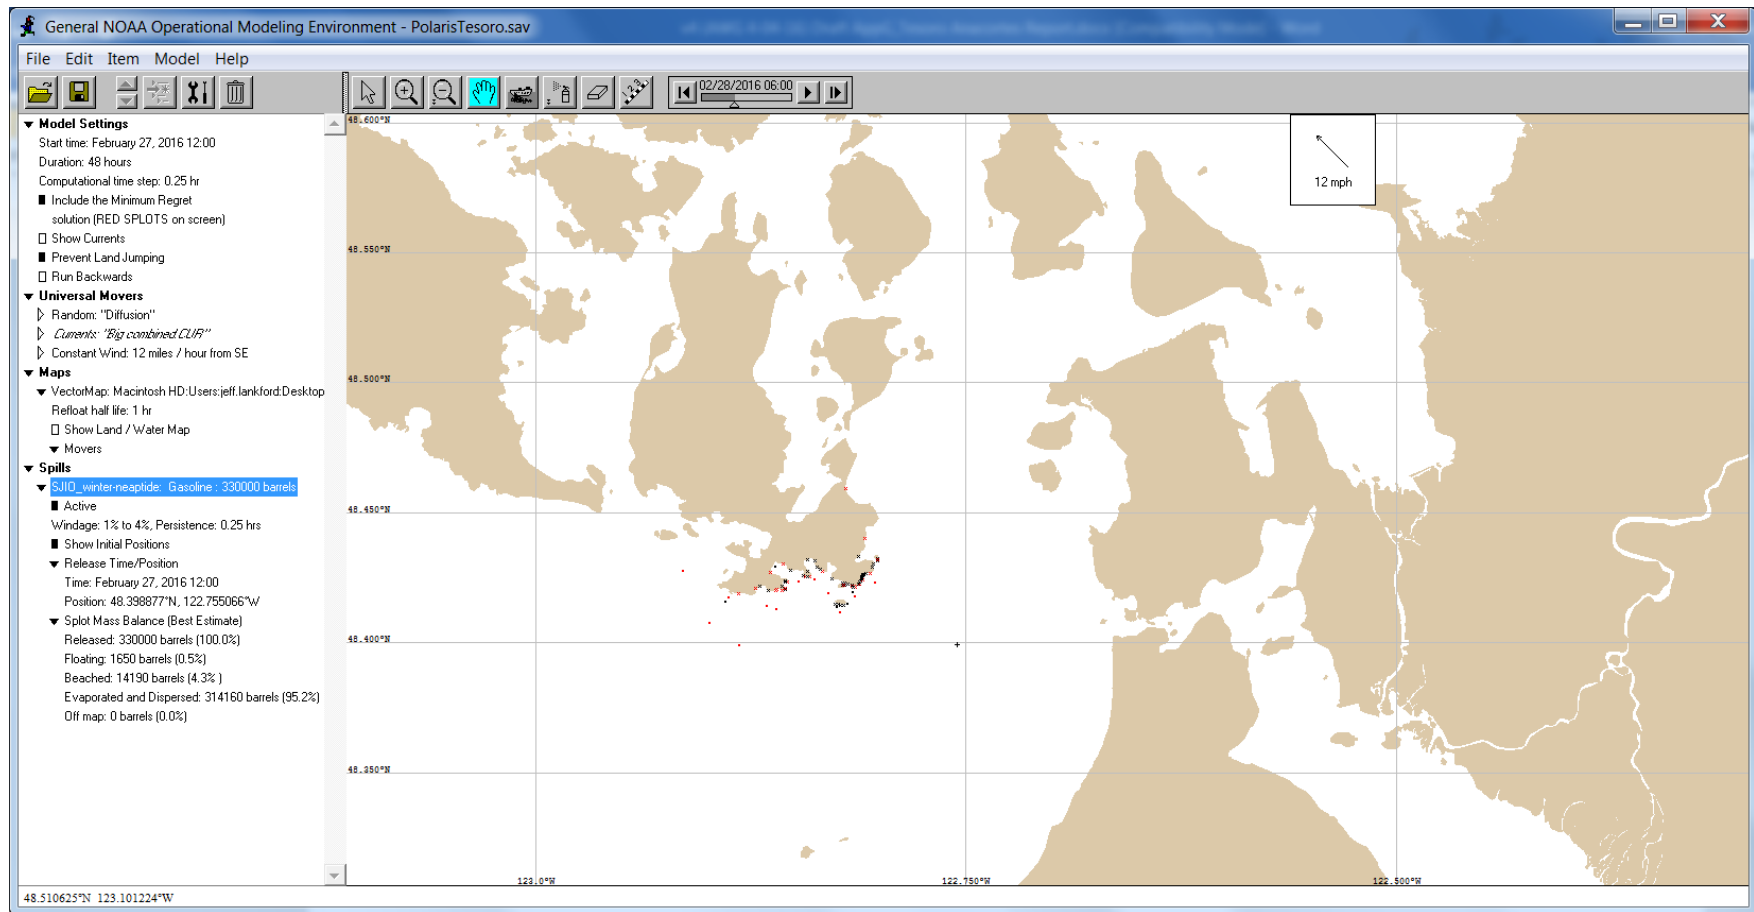 General NOAA Operational Modeling Environment - PolarisTesoro.sav
File Edit Item Model Help
02/28/2016 06:00
Model Settings
Start time: February 27, 2016 12:00
Duration: 48 hours
Computational time step: 0.25 hr
Include the Minimum Regret
solution (RED SPLOTS on screen)
Show Currents
Prevent Land Jumping
Run Backwards
Universal Movers
Random: "Diffusion"
Currents: "Big combined.CUR"
Constant Wind: 12 miles / hour from SE
Maps
VectorMap: Macintosh HD:Users:jeff.lankford:Desktop
Refloat half life: 1 hr
Show Land / Water Map
Movers
Spills
SJIO_winter-neaptide: Gasoline : 330000 barrels
Active
Windage: 1% to 4%, Persistence: 0.25 hrs
Show Initial Positions
Release Time/Position
Time: February 27, 2016 12:00
Position: 48.398877°N, 122.755066°W
Splot Mass Balance (Best Estimate)
Released: 330000 barrels (100.0%)
Floating: 1650 barrels (0.5%)
Beached: 14190 barrels (4.3% )
Evaporated and Dispersed: 314160 barrels (95.2%)
Off map: 0 barrels (0.0%)
48.600°N
12 mph
48.550°N
48.500°N
48.450°N
48.400°N
48.350°N
123.0°W
122.750°W
122.500°W
48.510625°N 123.101224°W